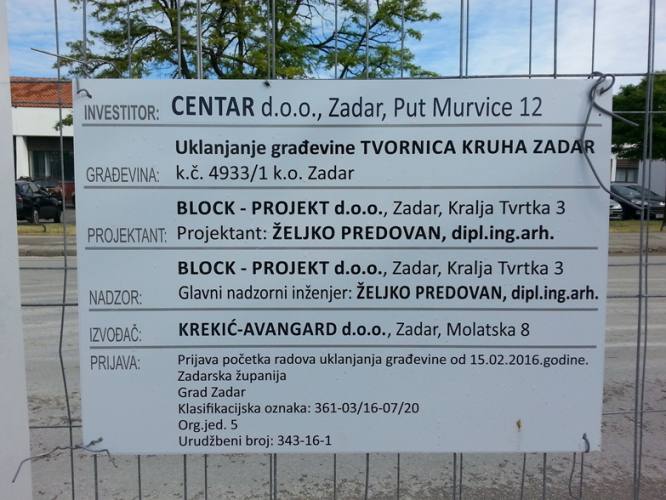 INVESTITOR: CENTAR d.o.o., Zadar, Put Murvice 12
Uklanjanje građevine TVORNICA KRUHA ZADAR
GRAĐEVINA: k.č. 4933/1 k.o. Zadar
BLOCK - PROJEKT d.o.o., Zadar, Kralja Tvrtka 3
PROJEKTANT: Projektant: ŽELJKO PREDOVAN, dipl.ing.arh.
BLOCK - PROJEKT d.o.o., Zadar, Kralja Tvrtka 3
NADZOR: Glavni nadzorni inženjer: ŽELJKO PREDOVAN, dipl.ing.arh.
IZVOĐAČ: KREKIĆ-AVANGARD d.o.o., Zadar, Molatska 8
PRIJAVA: Prijava početka radova uklanjanja građevine od 15.02.2016.godine.
Zadarska županija
Grad Zadar
Klasifikacijska oznaka: 361-03/16-07/20
Org.jed. 5
Urudžbeni broj: 343-16-1